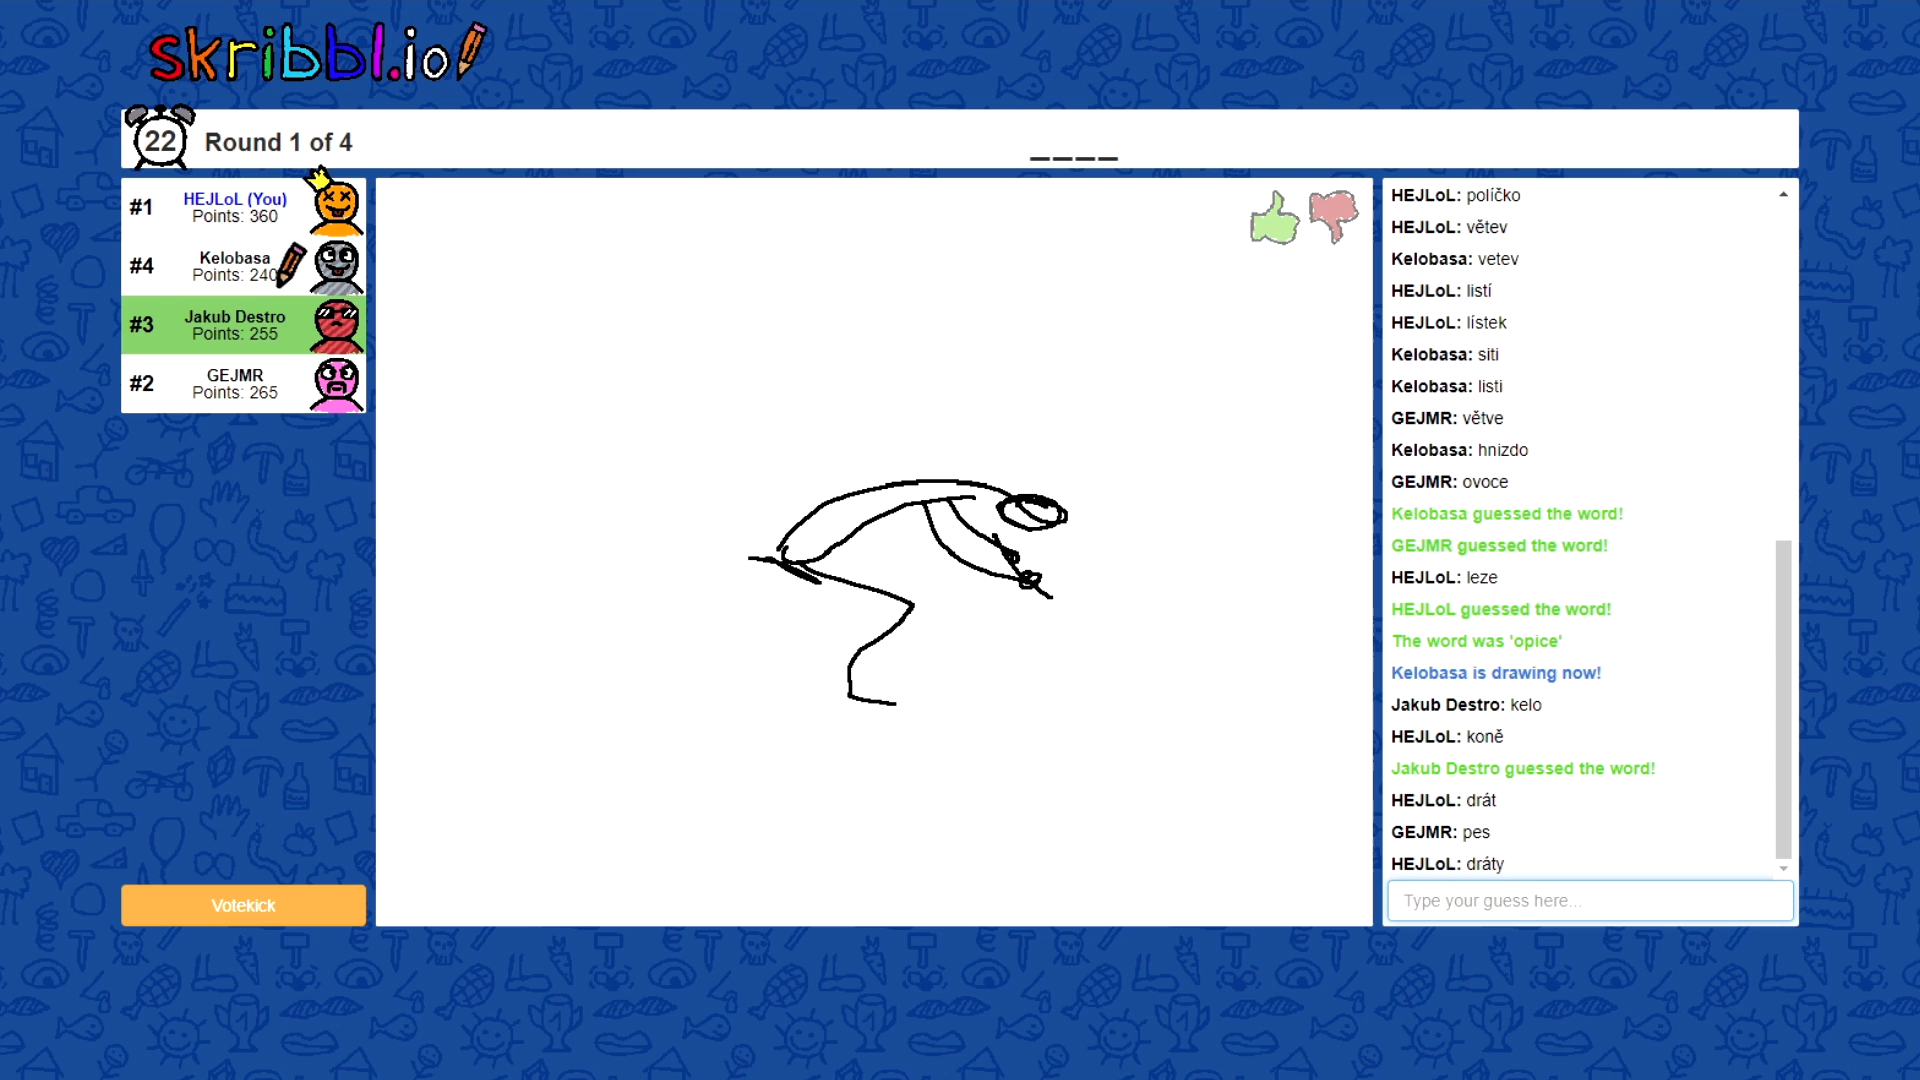 skribbl.io
22
Round 1 of 4
____
#1 HEJLoL (You)
Points: 360
#4 Kelobasa
Points: 240
#3 Jakub Destro
Points: 255
#2 GEJMR
Points: 265
Votekick
HEJLoL: políčko
HEJLoL: větev
Kelobasa: vetev
HEJLoL: listí
HEJLoL: lístek
Kelobasa: siti
Kelobasa: listi
GEJMR: větve
Kelobasa: hnizdo
GEJMR: ovoce
Kelobasa guessed the word!
GEJMR guessed the word!
HEJLoL: leze
HEJLoL guessed the word!
The word was 'opice'
Kelobasa is drawing now!
Jakub Destro: kelo
HEJLoL: koně
Jakub Destro guessed the word!
HEJLoL: drát
GEJMR: pes
HEJLoL: dráty
Type your guess here...